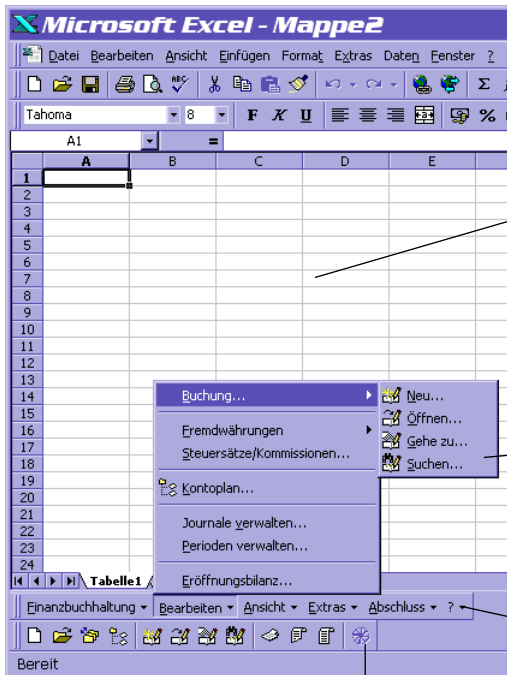 Microsoft Excel - Mappe2
Datei Bearbeiten Ansicht Einfügen Format Extras Daten Fenster ?
Σ
Tahoma 8 F K U %
A1 =
A B C D E
1
2
3
4
5
6
7
8
9
10
11
12
13
14
15
16
17
18
19
20
21
22
23
24
Buchung...
Fremdwährungen
Steuersätze/Kommissionen...
Kontoplan...
Journale verwalten...
Perioden verwalten...
Eröffnungsbilanz...
Neu...
Öffnen...
Gehe zu...
Suchen...
Tabelle1
Finanzbuchhaltung Bearbeiten Ansicht Extras Abschluss ?
Bereit